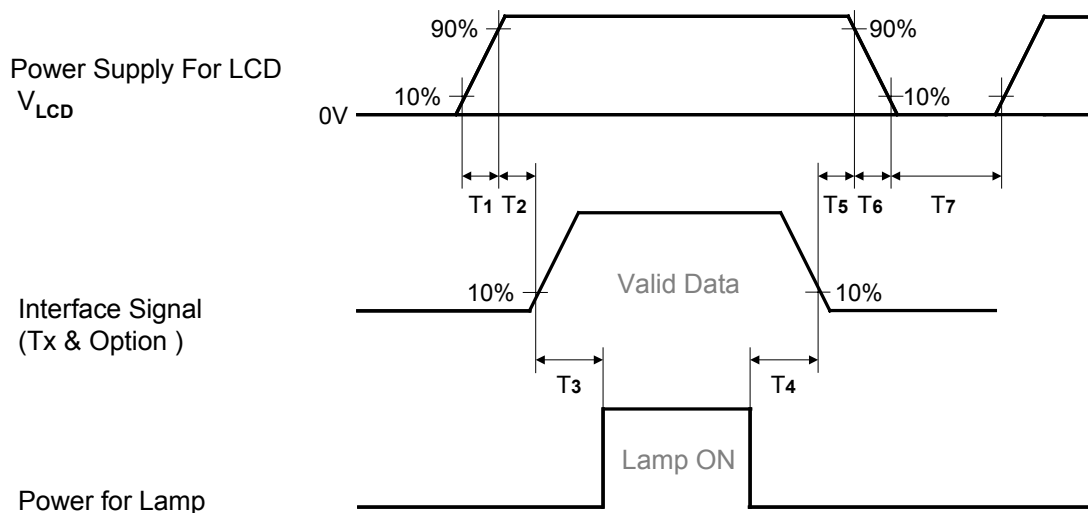 90%
90%
Power Supply For LCD
VLCD
10%
10%
0V
T1 T2
T5 T6 T7
Valid Data
10%
10%
Interface Signal
(Tx & Option )
T3
T4
Lamp ON
Power for Lamp